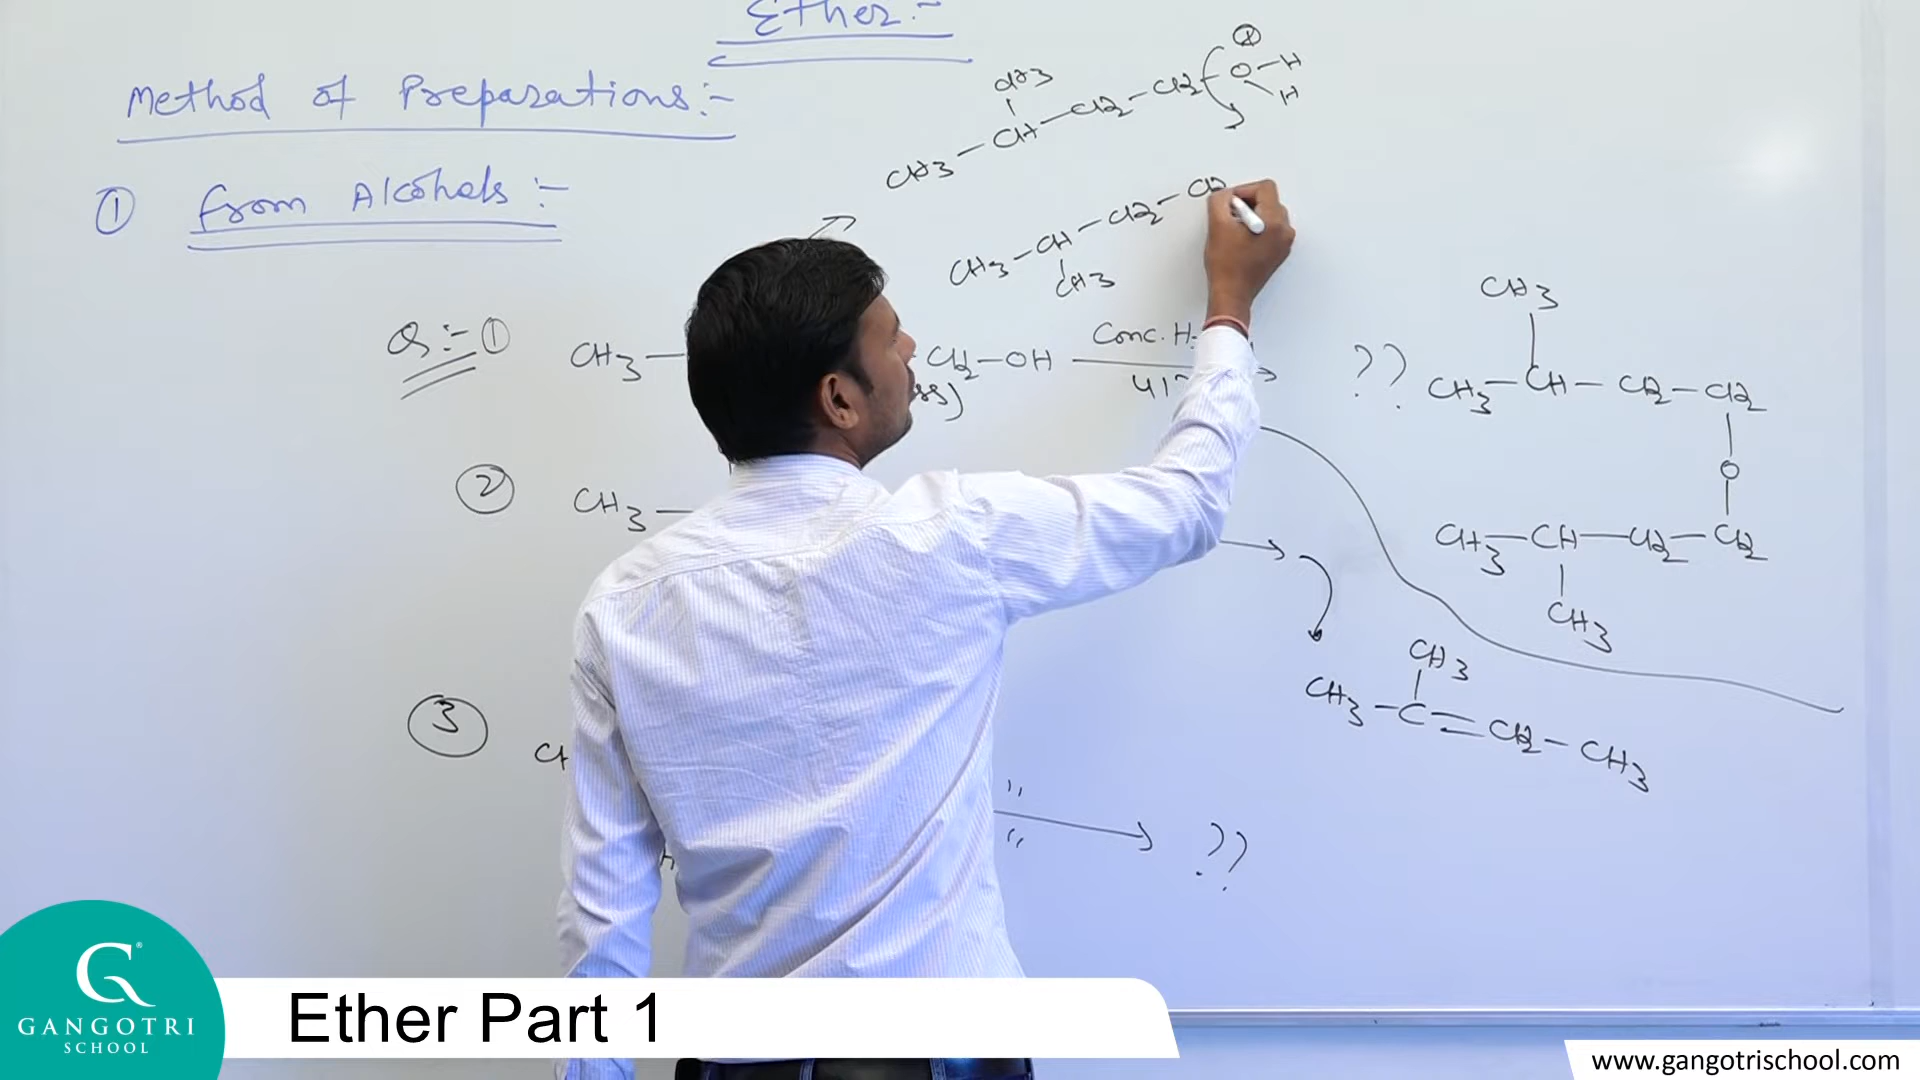 Ether :-
Method of Preparations:-
① From Alcohols :-
CH3
CH3 - CH - CH2 - CH2 - O - H
⊕
H
CH3 - CH - CH2 - CH2
CH3
Q:-① CH3 — CH2 - OH Conc. H ??
② CH3 —
③
CH3
CH3 - CH - CH2 - CH2
O
CH3 - CH - CH2 - CH2
CH3
CH3
CH3 - C = CH2 - CH3
" "
??
G®
GANGOTRI
SCHOOL
Ether Part 1
www.gangotrischool.com